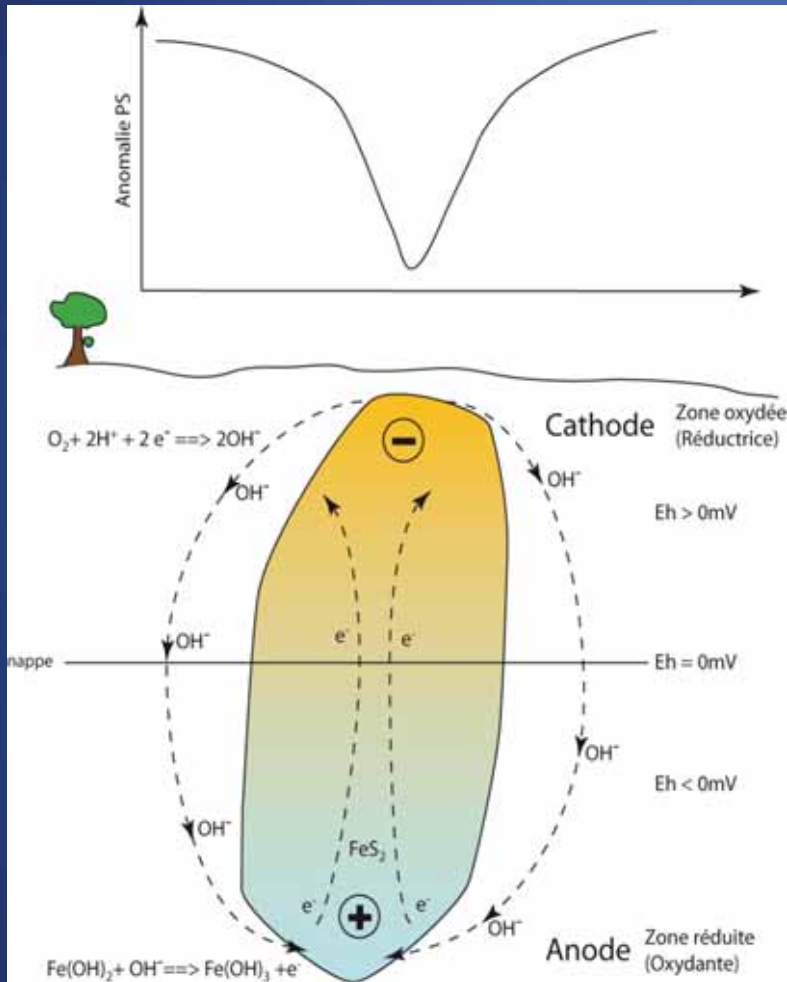 Anomalie PS
Cathode
Zone oxydée
(Réductrice)
O₂+ 2H⁺ + 2 e⁻ ==> 2OH⁻
−
OH⁻
OH⁻
Eh > 0mV
e⁻
e⁻
OH⁻
nappe
Eh = 0mV
OH⁻
Eh < 0mV
OH⁻
FeS₂
e⁻
+
e⁻
OH⁻
Anode
Zone réduite
(Oxydante)
Fe(OH)₂+ OH⁻==> Fe(OH)₃ +e⁻